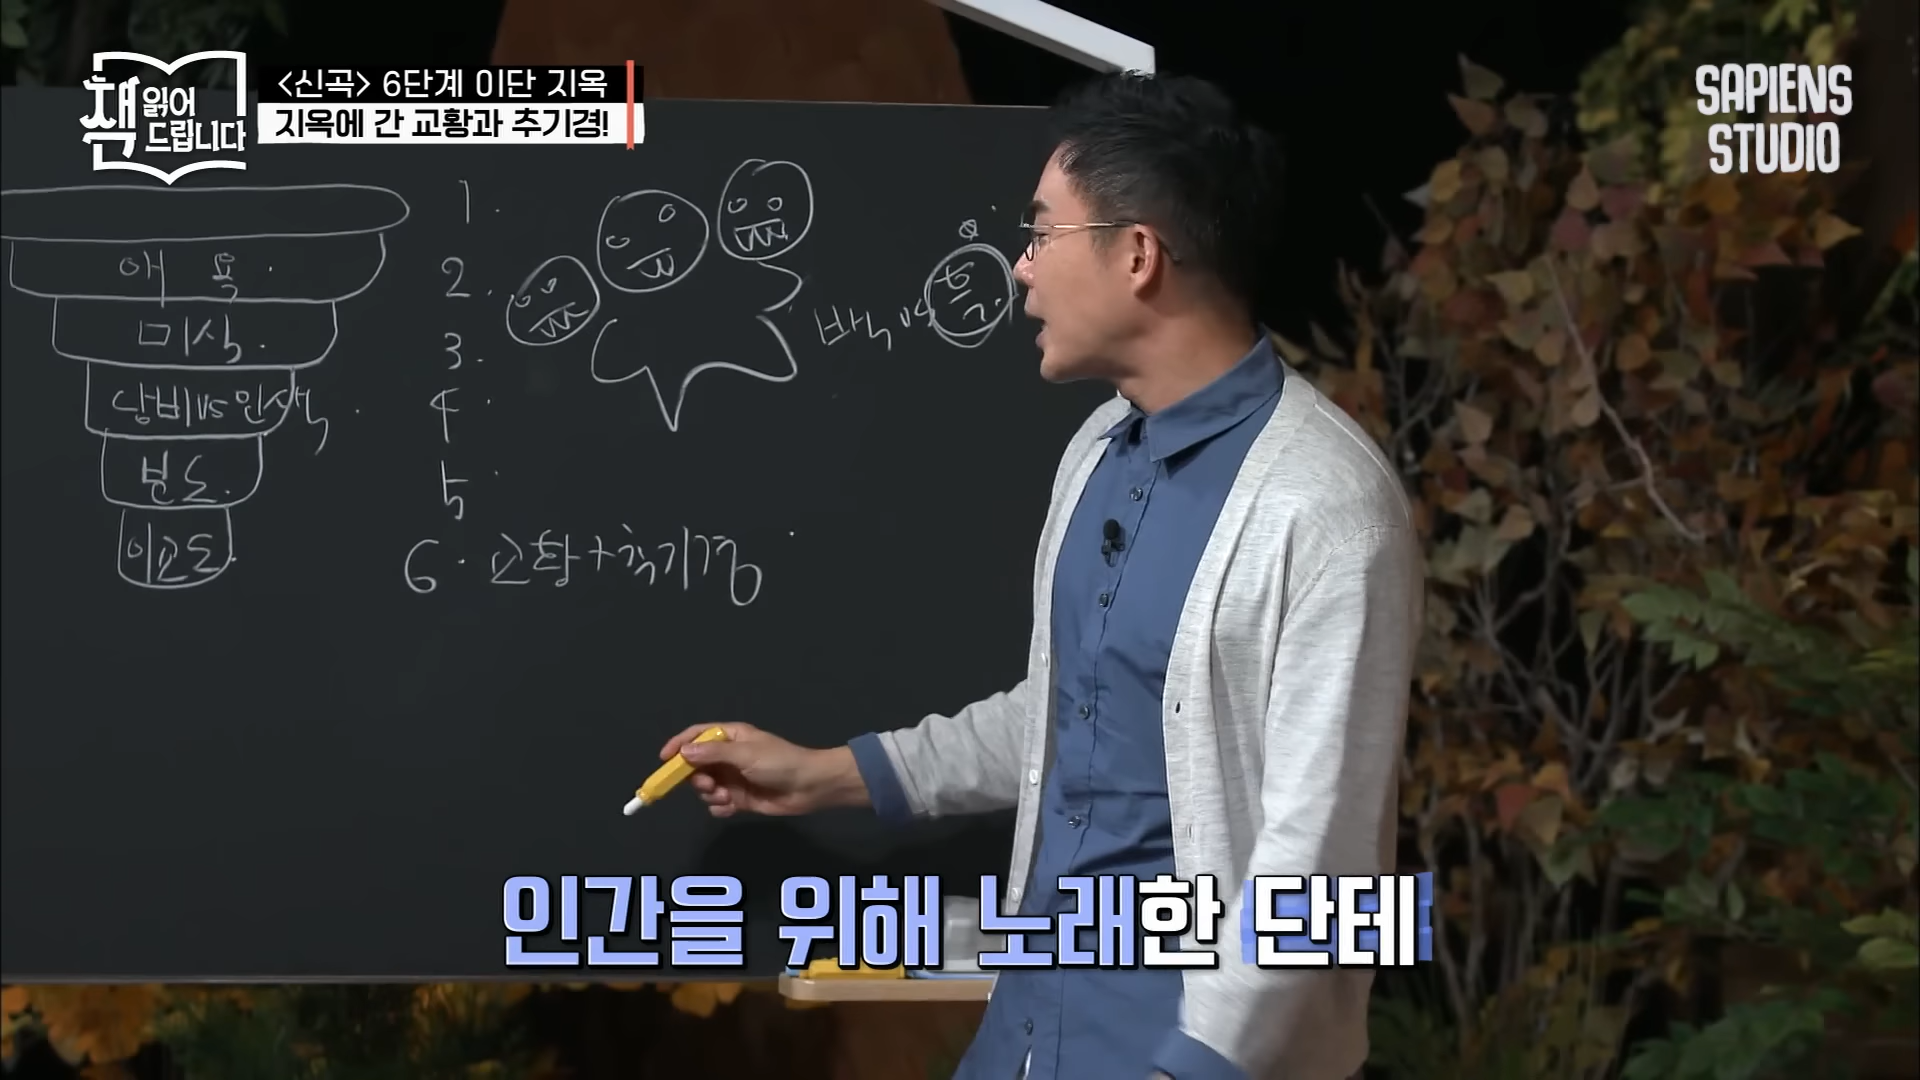 책 읽어 드립니다
<신곡> 6단계 이단 지옥
지옥에 간 교황과 추기경!
SAPIENS
STUDIO
애욕.
미식.
낭비vs인색.
분노.
이교도.
1.
2.
3.
4.
5.
6. 교황+추기경.
인간을 위해 노래한 단테